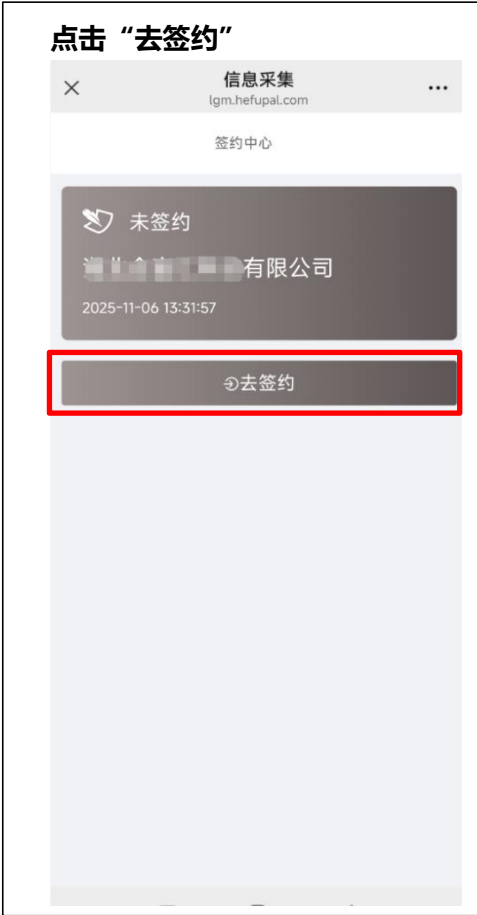 点击“去签约”
信息采集
lgm.hefupal.com
签约中心
未签约
有限公司
2025-11-06 13:31:57
去签约